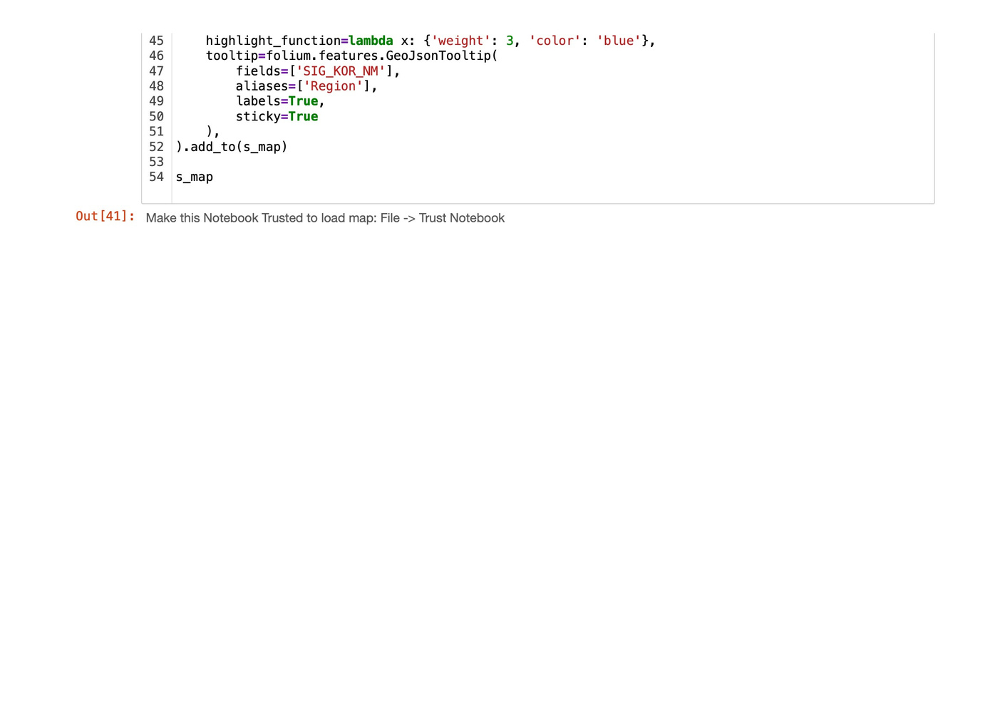 45     highlight_function=lambda x: {'weight': 3, 'color': 'blue'},
46     tooltip=folium.features.GeoJsonTooltip(
47         fields=['SIG_KOR_NM'],
48         aliases=['Region'],
49         labels=True,
50         sticky=True
51     ),
52 ).add_to(s_map)
53
54 s_map
Out[41]: Make this Notebook Trusted to load map: File -> Trust Notebook